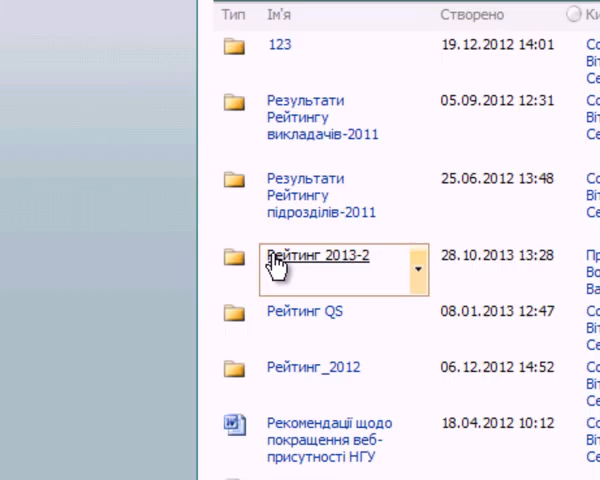 Тип Ім'я Створено
123 19.12.2012 14:01
Результати 05.09.2012 12:31
Рейтингу
викладачів-2011
Результати 25.06.2012 13:48
Рейтингу
підрозділів-2011
Рейтинг 2013-2 28.10.2013 13:28
Рейтинг QS 08.01.2013 12:47
Рейтинг_2012 06.12.2012 14:52
Рекомендації щодо 18.04.2012 10:12
покращення веб-
присутності НГУ